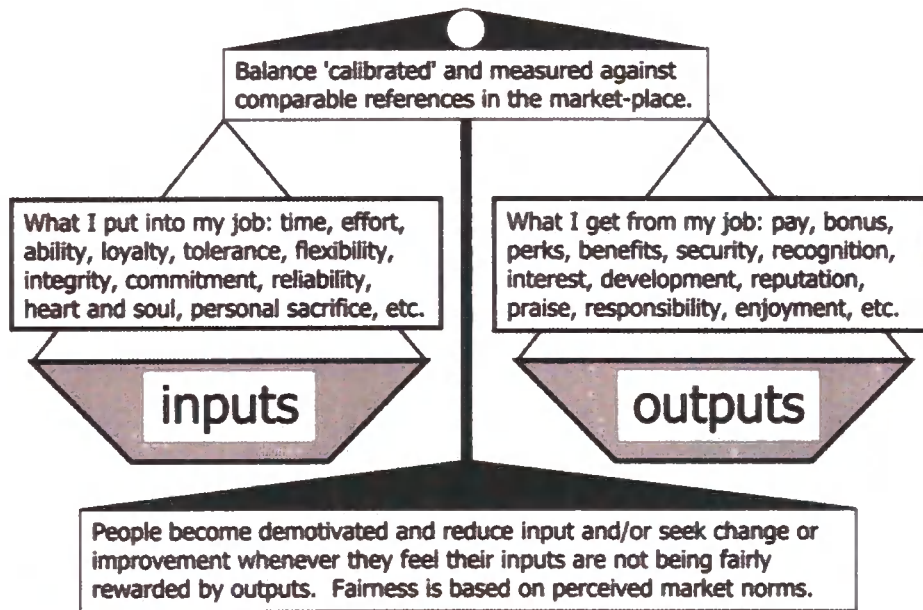 Balance 'calibrated' and measured against
comparable references in the market-place.
What I put into my job: time, effort,
ability, loyalty, tolerance, flexibility,
integrity, commitment, reliability,
heart and soul, personal sacrifice, etc.
What I get from my job: pay, bonus,
perks, benefits, security, recognition,
interest, development, reputation,
praise, responsibility, enjoyment, etc.
inputs
outputs
People become demotivated and reduce input and/or seek change or
improvement whenever they feel their inputs are not being fairly
rewarded by outputs. Fairness is based on perceived market norms.